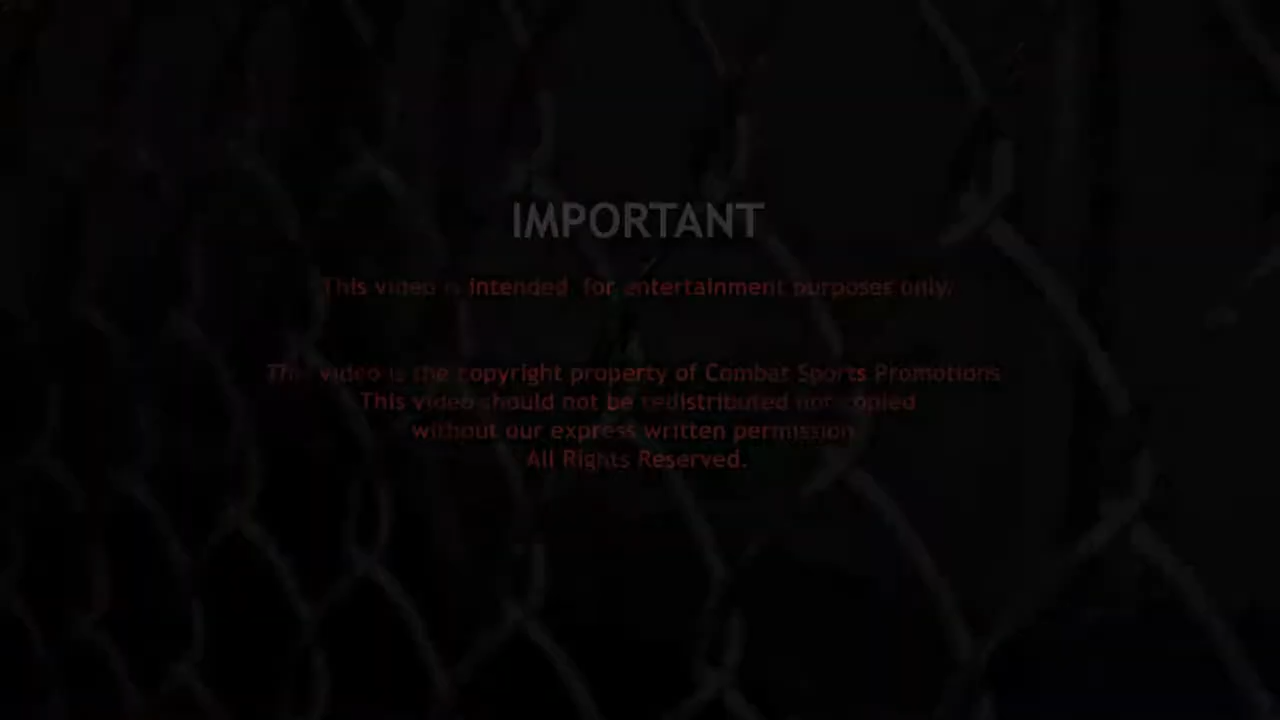 IMPORTANT
This video is intended for entertainment purposes only.
This video is the copyright property of Combat Sports Promotions
This video should not be redistributed nor copied
without our express written permission
All Rights Reserved.